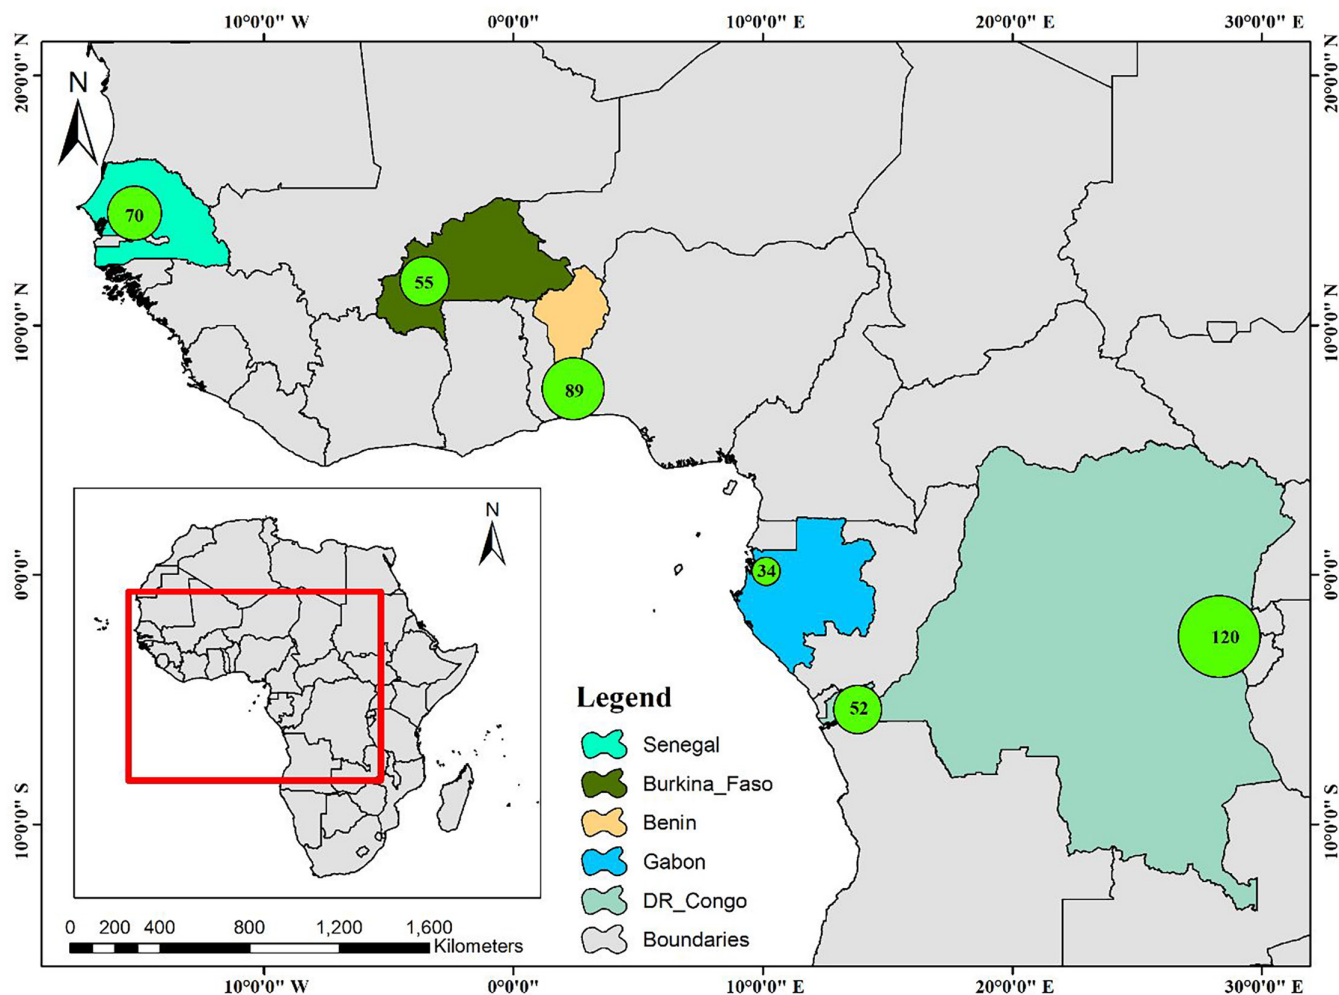 10°0'0" W 0°0'0" 10°0'0" E 20°0'0" E 30°0'0" E
20°0'0" N
20°0'0" N
N
70
55
10°0'0" N
10°0'0" N
89
N
34
0°0'0"
0°0'0"
120
52
Legend
Senegal
Burkina_Faso
Benin
Gabon
DR_Congo
Boundaries
10°0'0" S
10°0'0" S
0 200 400 800 1,200 1,600
Kilometers
10°0'0" W 0°0'0" 10°0'0" E 20°0'0" E 30°0'0" E